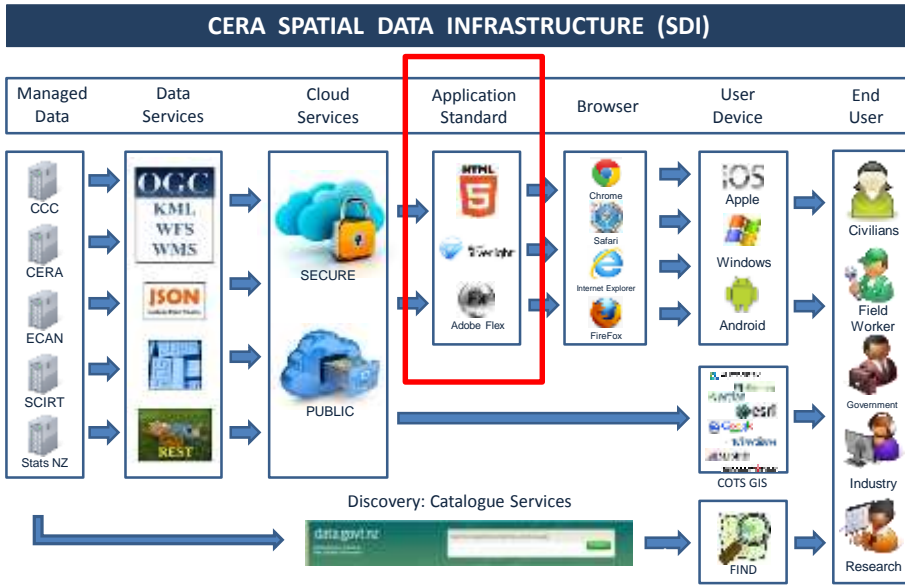 CERA SPATIAL DATA INFRASTRUCTURE (SDI)
Managed
Data
Data
Services
Cloud
Services
Application
Standard
Browser
User
Device
End
User
CCC
CERA
ECAN
SCIRT
Stats NZ
OGC
KML
WFS
WMS
JSON
REST
SECURE
PUBLIC
HTML
5
Silverlight
Fx
Adobe Flex
Chrome
Safari
Internet Explorer
FireFox
iOS
Apple
Windows
Android
esri
Google
COTS GIS
Civilians
Field
Worker
Government
Industry
Research
Discovery: Catalogue Services
data.govt.nz
FIND